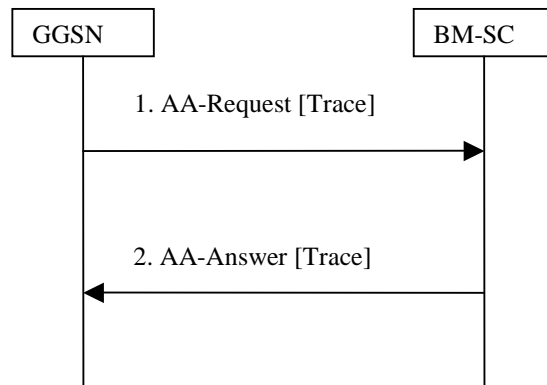 GGSN
BM-SC
1. AA-Request [Trace]
2. AA-Answer [Trace]